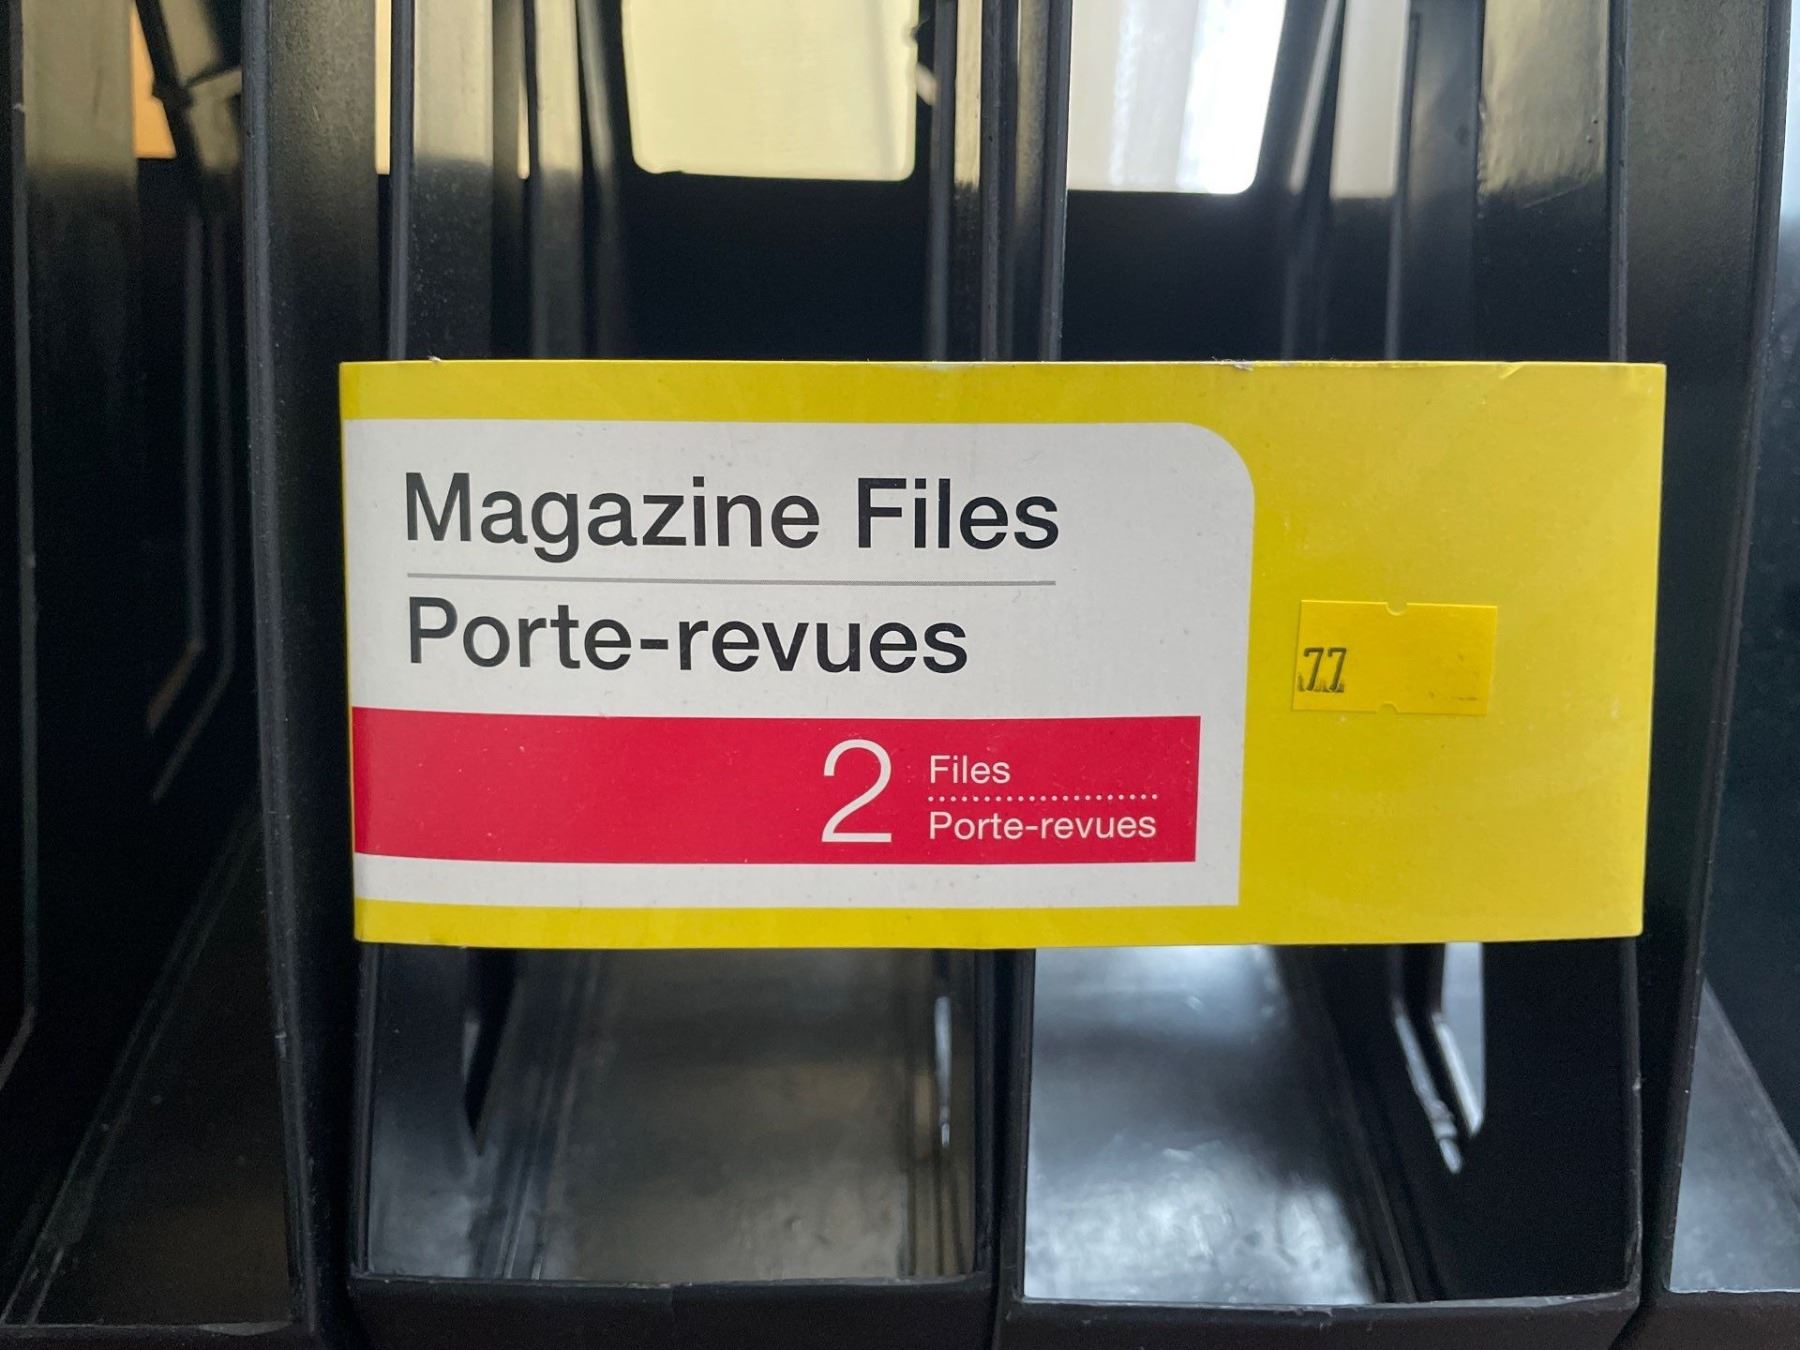 Magazine Files
Porte-revues
2 Files
Porte-revues
77